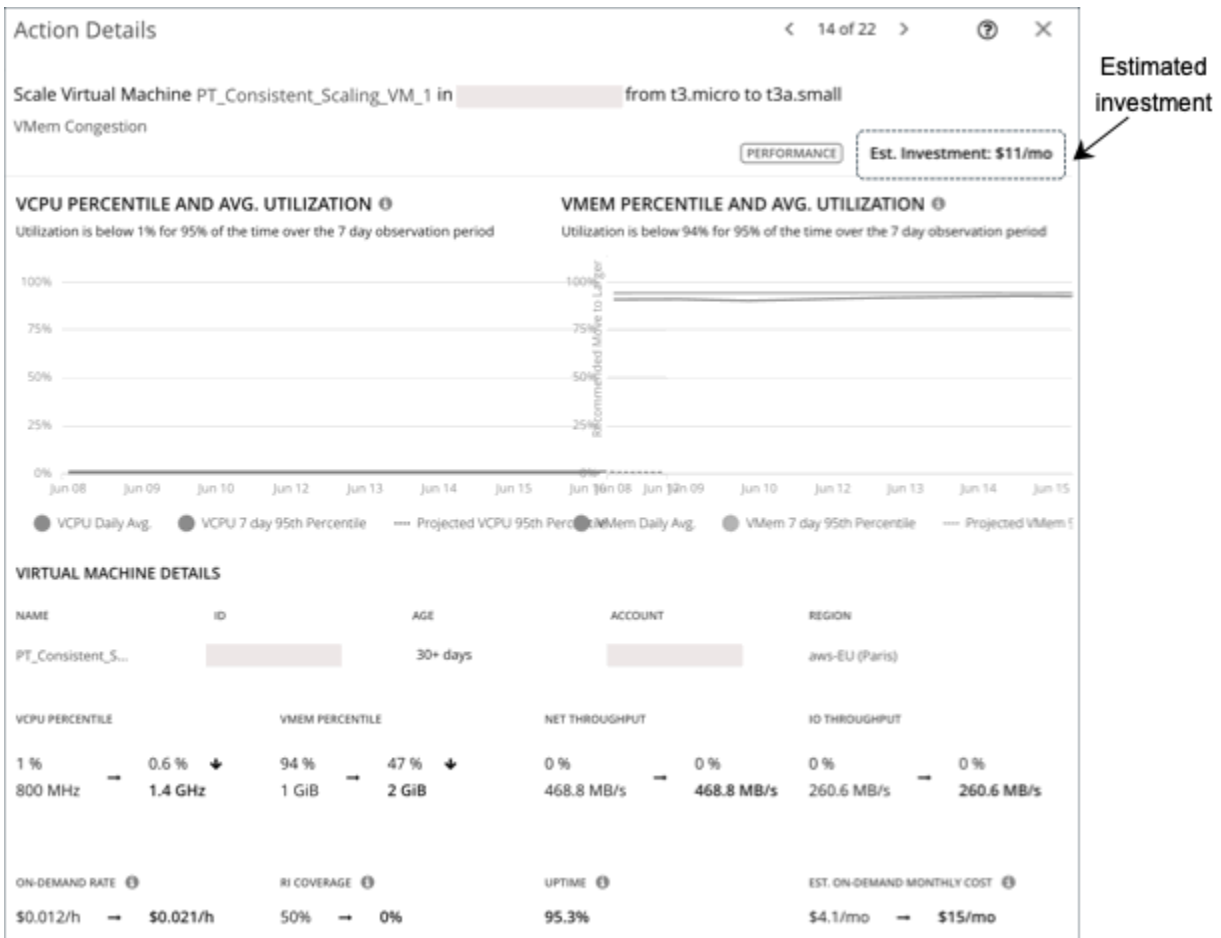 Action Details
14 of 22
Estimated
investment
Scale Virtual Machine PT_Consistent_Scaling_VM_1 in from t3.micro to t3a.small
VMem Congestion
PERFORMANCE
Est. Investment: $11/mo
VCPU PERCENTILE AND AVG. UTILIZATION
Utilization is below 1% for 95% of the time over the 7 day observation period
VMEM PERCENTILE AND AVG. UTILIZATION
Utilization is below 94% for 95% of the time over the 7 day observation period
100%
75%
50%
25%
0%
Jun 08 Jun 09 Jun 10 Jun 12 Jun 13 Jun 14 Jun 15
Recommended Move to Larger
100%
75%
50%
25%
0%
Jun 08 Jun 09 Jun 10 Jun 12 Jun 13 Jun 14 Jun 15
VCPU Daily Avg. VCPU 7 day 95th Percentile Projected VCPU 95th
VMem Daily Avg. VMem 7 day 95th Percentile Projected VMem
VIRTUAL MACHINE DETAILS
NAME ID AGE ACCOUNT REGION
PT_Consistent_S... 30+ days aws-EU (Paris)
VCPU PERCENTILE VMEM PERCENTILE NET THROUGHPUT IO THROUGHPUT
1 % → 0.6 % 94 % → 47 % 0 % → 0 % 0 % → 0 %
800 MHz 1.4 GHz 1 GiB 2 GiB 468.8 MB/s 468.8 MB/s 260.6 MB/s 260.6 MB/s
ON-DEMAND RATE RI COVERAGE UPTIME EST. ON-DEMAND MONTHLY COST
$0.012/h → $0.021/h 50% → 0% 95.3% $4.1/mo → $15/mo